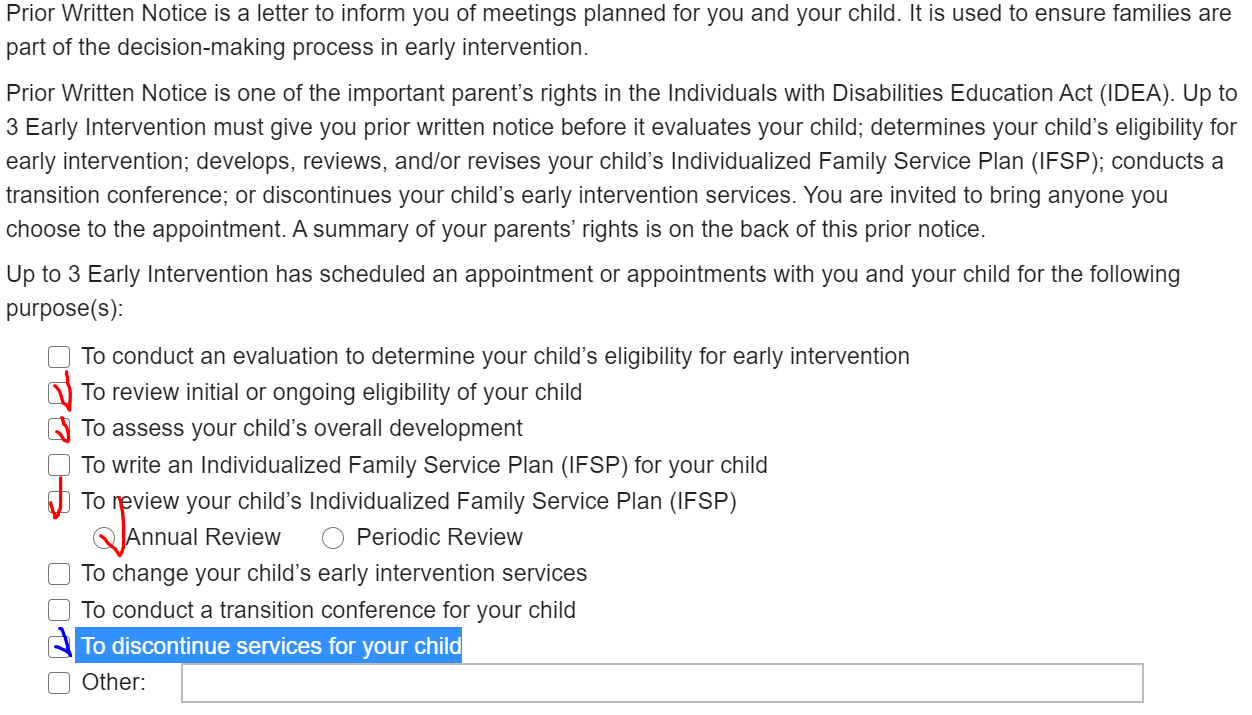 Prior Written Notice is a letter to inform you of meetings planned for you and your child. It is used to ensure families are
part of the decision-making process in early intervention.
Prior Written Notice is one of the important parent’s rights in the Individuals with Disabilities Education Act (IDEA). Up to
3 Early Intervention must give you prior written notice before it evaluates your child; determines your child’s eligibility for
early intervention; develops, reviews, and/or revises your child’s Individualized Family Service Plan (IFSP); conducts a
transition conference; or discontinues your child’s early intervention services. You are invited to bring anyone you
choose to the appointment. A summary of your parents’ rights is on the back of this prior notice.
Up to 3 Early Intervention has scheduled an appointment or appointments with you and your child for the following
purpose(s):
To conduct an evaluation to determine your child’s eligibility for early intervention
To review initial or ongoing eligibility of your child
To assess your child’s overall development
To write an Individualized Family Service Plan (IFSP) for your child
To review your child’s Individualized Family Service Plan (IFSP)
Annual Review Periodic Review
To change your child’s early intervention services
To conduct a transition conference for your child
To discontinue services for your child
Other: